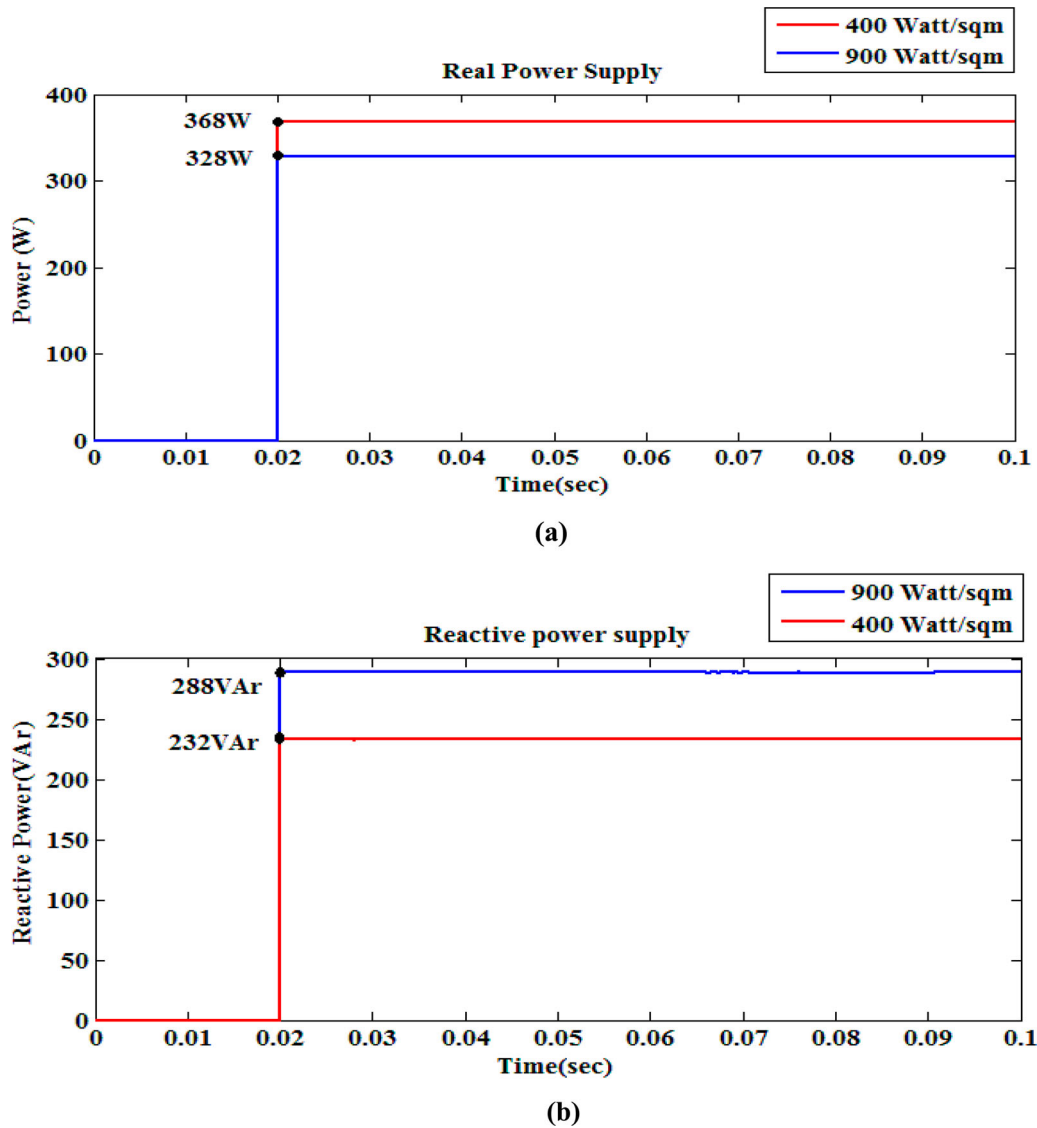 400 Watt/sqm
900 Watt/sqm
Real Power Supply
400
368W
328W
300
200
100
0
Power (W)
0 0.01 0.02 0.03 0.04 0.05 0.06 0.07 0.08 0.09 0.1
Time(sec)
(a)
900 Watt/sqm
400 Watt/sqm
Reactive power supply
300
288VAr
250
232VAr
200
150
100
50
0
Reactive Power(VAr)
0 0.01 0.02 0.03 0.04 0.05 0.06 0.07 0.08 0.09 0.1
Time(sec)
(b)